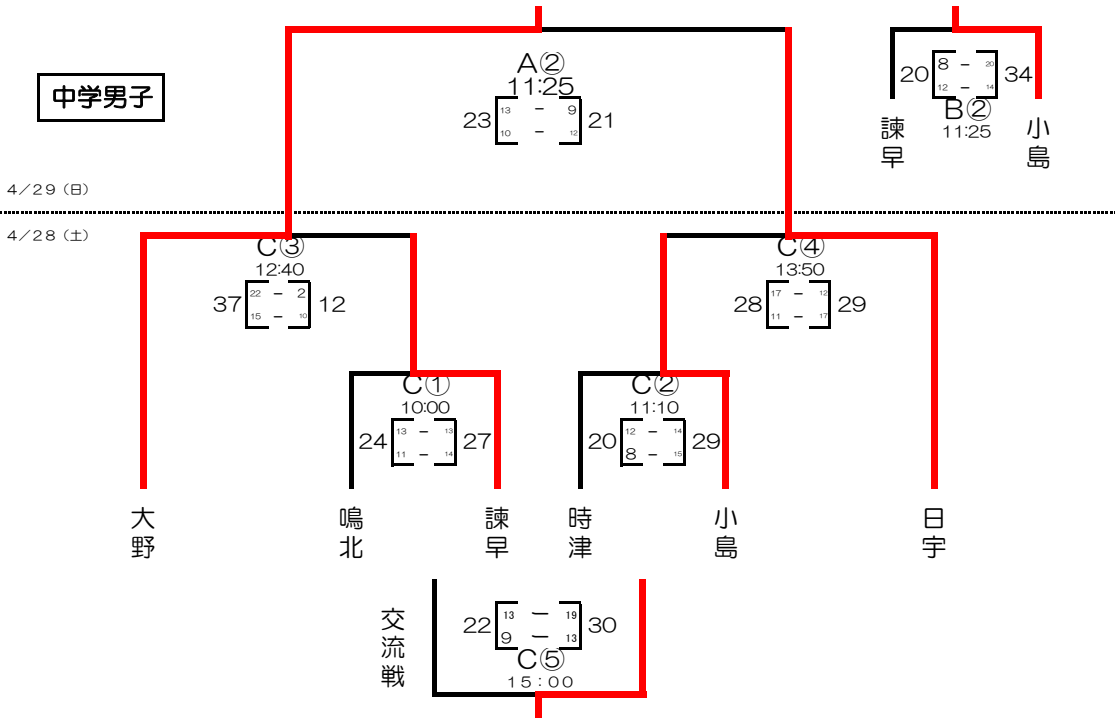 中学男子
A②
11:25
23 13 － 9 21
10 － 12
20 8 － 20 34
12 － 14
B②
11:25
諫早
小島
4／29（日）
4／28（土）
C③
12:40
37 22 － 2 12
15 － 10
C④
13:50
28 17 － 12 29
11 － 17
C①
10:00
24 13 － 13 27
11 － 14
C②
11:10
20 12 － 14 29
8 － 15
大野
鳴北
諫早
時津
小島
日宇
交流戦
22 13 － 19 30
9 － 13
C⑤
15:00